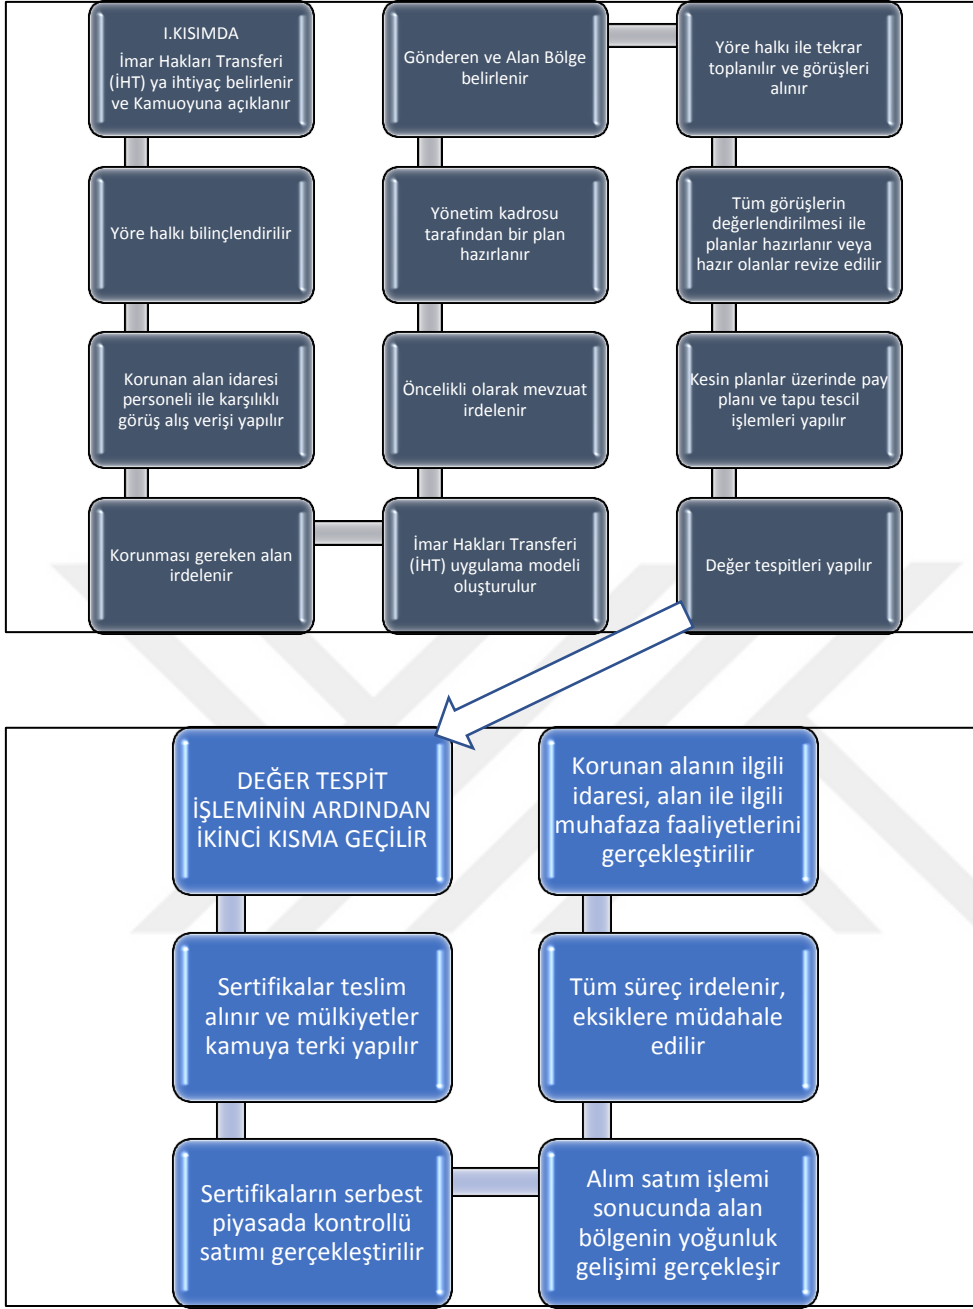 I.KISIMDA
İmar Hakları Transferi
(İHT) ya ihtiyaç belirlenir
ve Kamuoyuna açıklanır
Yöre halkı bilinçlendirilir
Korunan alan idaresi
personeli ile karşılıklı
görüş alış verişi yapılır
Korunması gereken alan
irdelenir
İmar Hakları Transferi
(İHT) uygulama modeli
oluşturulur
Öncelikli olarak mevzuat
irdelenir
Yönetim kadrosu
tarafından bir plan
hazırlanır
Gönderen ve Alan Bölge
belirlenir
Yöre halkı ile tekrar
toplanılır ve görüşleri
alınır
Tüm görüşlerin
değerlendirilmesi ile
planlar hazırlanır veya
hazır olanlar revize edilir
Kesin planlar üzerinde pay
planı ve tapu tescil
işlemleri yapılır
Değer tespitleri yapılır
DEĞER TESPİT
İŞLEMİNİN ARDINDAN
İKİNCİ KISMA GEÇİLİR
Sertifikalar teslim
alınır ve mülkiyetler
kamuya terki yapılır
Sertifikaların serbest
piyasada kontrollü
satımı gerçekleştirilir
Alım satım işlemi
sonucunda alan
bölgenin yoğunluk
gelişimi gerçekleşir
Tüm süreç irdelenir,
eksiklere müdahale
edilir
Korunan alanın ilgili
idaresi, alan ile ilgili
muhafaza faaliyetlerini
gerçekleştirilir